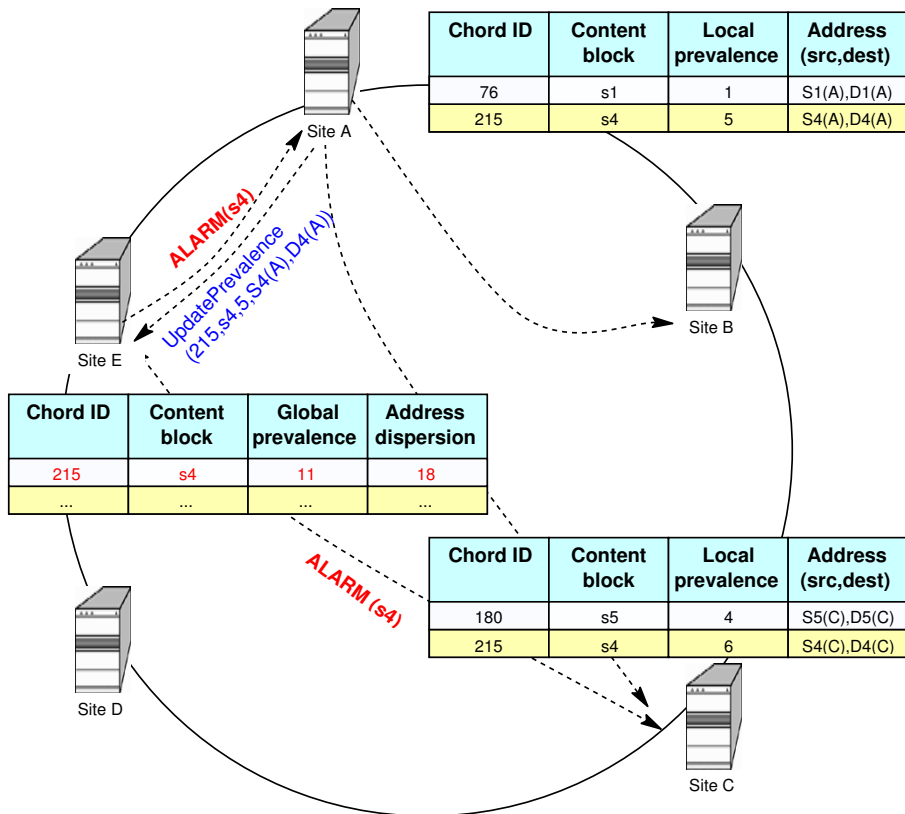 Chord ID Content block Local prevalence Address (src,dest)
76 s1 1 S1(A),D1(A)
215 s4 5 S4(A),D4(A)
Site A
ALARM(s4)
UpdatePrevalence
(215,s4,5,S4(A),D4(A))
Site B
Site E
Chord ID Content block Global prevalence Address dispersion
215 s4 11 18
... ... ... ...
ALARM (s4)
Chord ID Content block Local prevalence Address (src,dest)
180 s5 4 S5(C),D5(C)
215 s4 6 S4(C),D4(C)
Site D
Site C